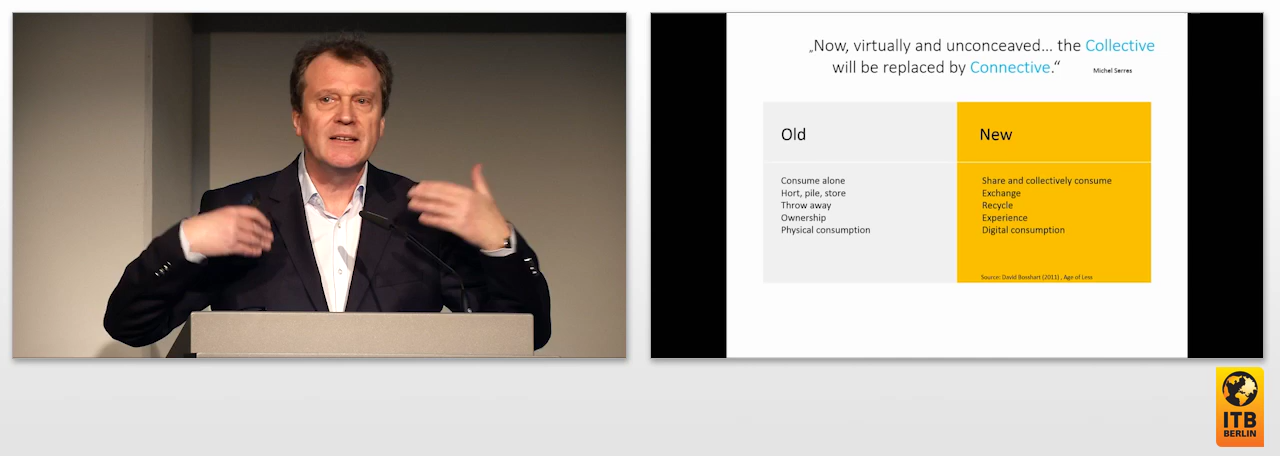 „Now, virtually and unconceaved... the Collective
will be replaced by Connective.“
Michel Serres
Old
New
Consume alone
Hort, pile, store
Throw away
Ownership
Physical consumption
Share and collectively consume
Exchange
Recycle
Experience
Digital consumption
Source: David Bosshart (2011) , Age of Less
ITB
BERLIN